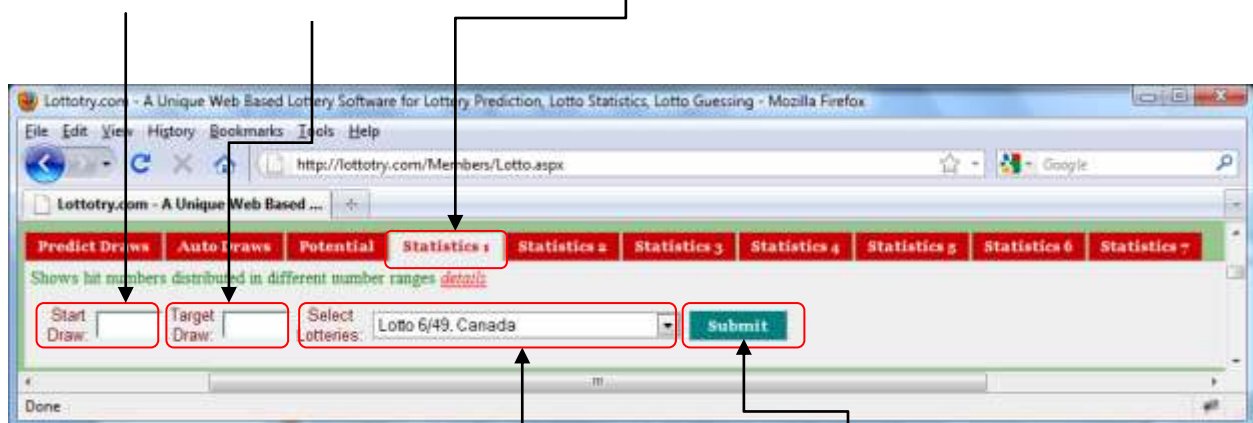 Lottotry.com - A Unique Web Based Lottery Software for Lottery Prediction, Lotto Statistics, Lotto Guessing - Mozilla Firefox
File Edit View History Bookmarks Tools Help
http://lottotry.com/Members/Lotto.aspx
Google
Lottotry.com - A Unique Web Based ...
Predict Draws Auto Draws Potential Statistics 1 Statistics 2 Statistics 3 Statistics 4 Statistics 5 Statistics 6 Statistics 7
Shows hit numbers distributed in different number ranges details
Start Draw: Target Draw: Select Lotteries: Lotto 6/49, Canada Submit
Done